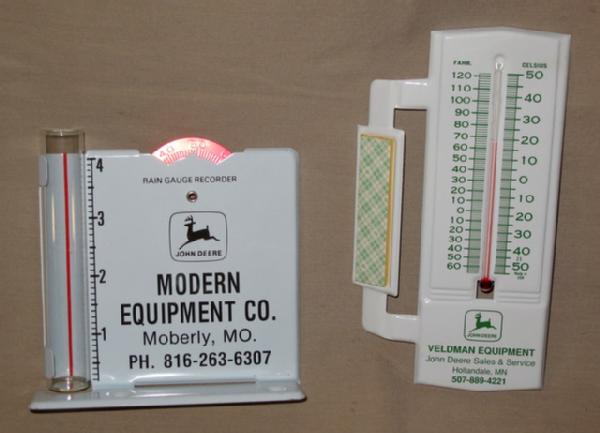 40 50
RAIN GAUGE RECORDER
4
3
2
1
JOHN DEERE
MODERN
EQUIPMENT CO.
Moberly, MO.
PH. 816-263-6307
FAHR. CELSIUS
120 50
110
100 40
90
80 30
70
60 20
50
40 10
30
20 0
10
0 10
10
20 20
30
40 30
50 40
60 50
JOHN DEERE
VELDMAN EQUIPMENT
John Deere Sales & Service
Hollandale, MN
507-889-4221